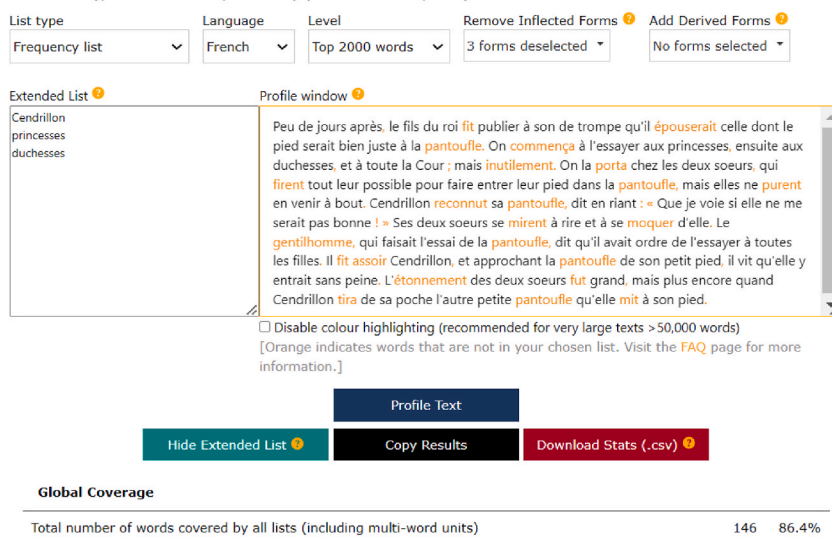 List type Language Level Remove Inflected Forms ? Add Derived Forms ?
Frequency list French Top 2000 words 3 forms deselected No forms selected
Extended List ? Profile window ?
Cendrillon
princesses
duchesses
Peu de jours après, le fils du roi fit publier à son de trompe qu'il épouserait celle dont le
pied serait bien juste à la pantoufle. On commença à l'essayer aux princesses, ensuite aux
duchesses, et à toute la Cour ; mais inutilement. On la porta chez les deux soeurs, qui
firent tout leur possible pour faire entrer leur pied dans la pantoufle, mais elles ne purent
en venir à bout. Cendrillon reconnut sa pantoufle, dit en riant : « Que je voie si elle ne me
serait pas bonne ! » Ses deux soeurs se mirent à rire et à se moquer d'elle. Le
gentilhomme, qui faisait l'essai de la pantoufle, dit qu'il avait ordre de l'essayer à toutes
les filles. Il fit assoir Cendrillon, et approchant la pantoufle de son petit pied, il vit qu'elle y
entrait sans peine. L'étonnement des deux soeurs fut grand, mais plus encore quand
Cendrillon tira de sa poche l'autre petite pantoufle qu'elle mit à son pied.
Disable colour highlighting (recommended for very large texts >50,000 words)
[Orange indicates words that are not in your chosen list. Visit the FAQ page for more
information.]
Profile Text
Hide Extended List ? Copy Results Download Stats (.csv) ?
Global Coverage
Total number of words covered by all lists (including multi-word units) 146 86.4%